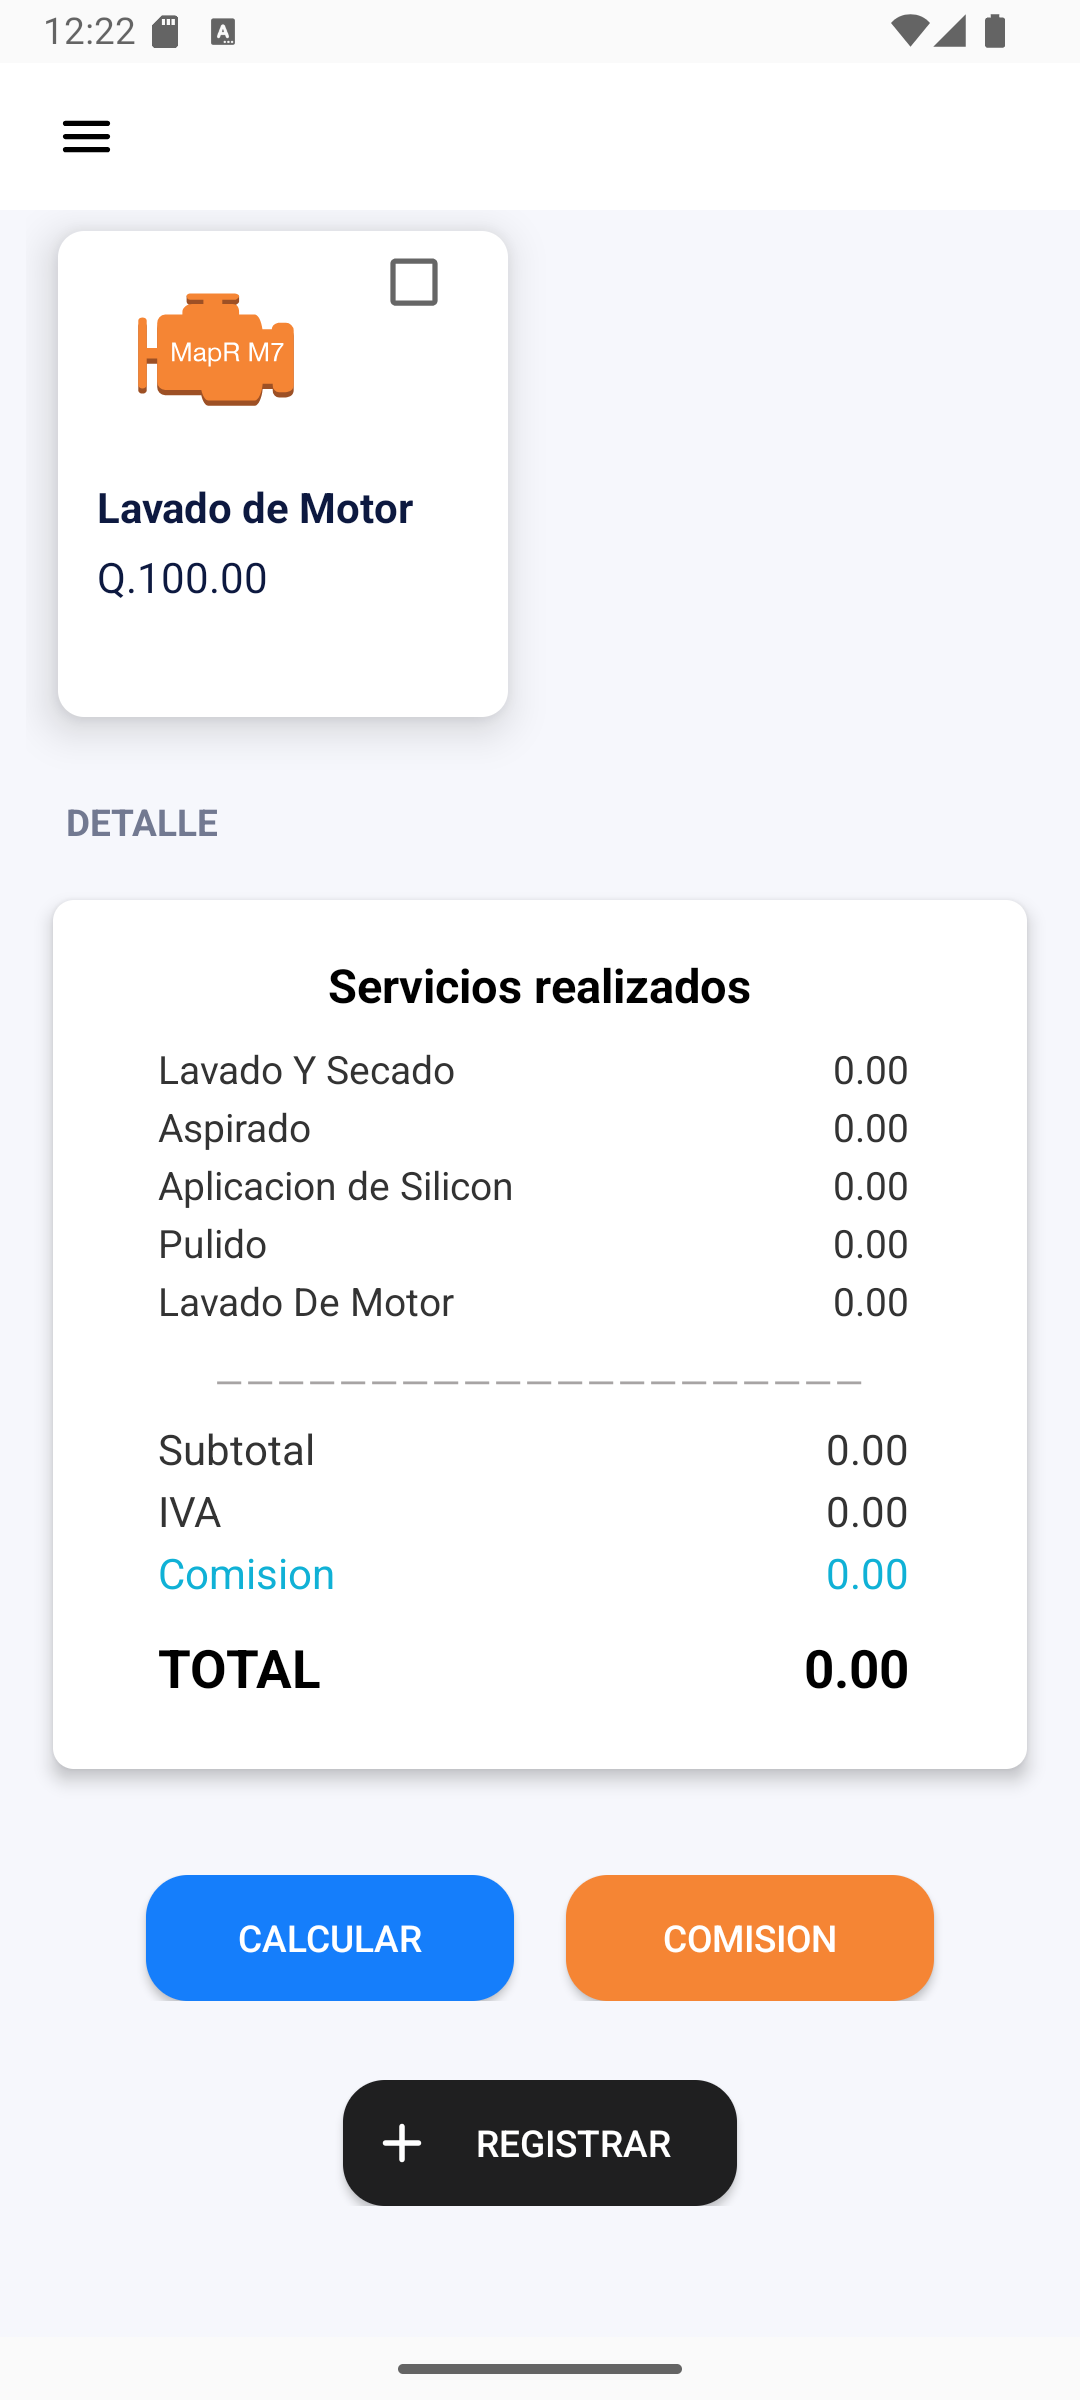 12:22
A
MapR M7
Lavado de Motor
Q.100.00
DETALLE
Servicios realizados
Lavado Y Secado 0.00
Aspirado 0.00
Aplicacion de Silicon 0.00
Pulido 0.00
Lavado De Motor 0.00
Subtotal 0.00
IVA 0.00
Comision 0.00
TOTAL 0.00
CALCULAR COMISION
REGISTRAR